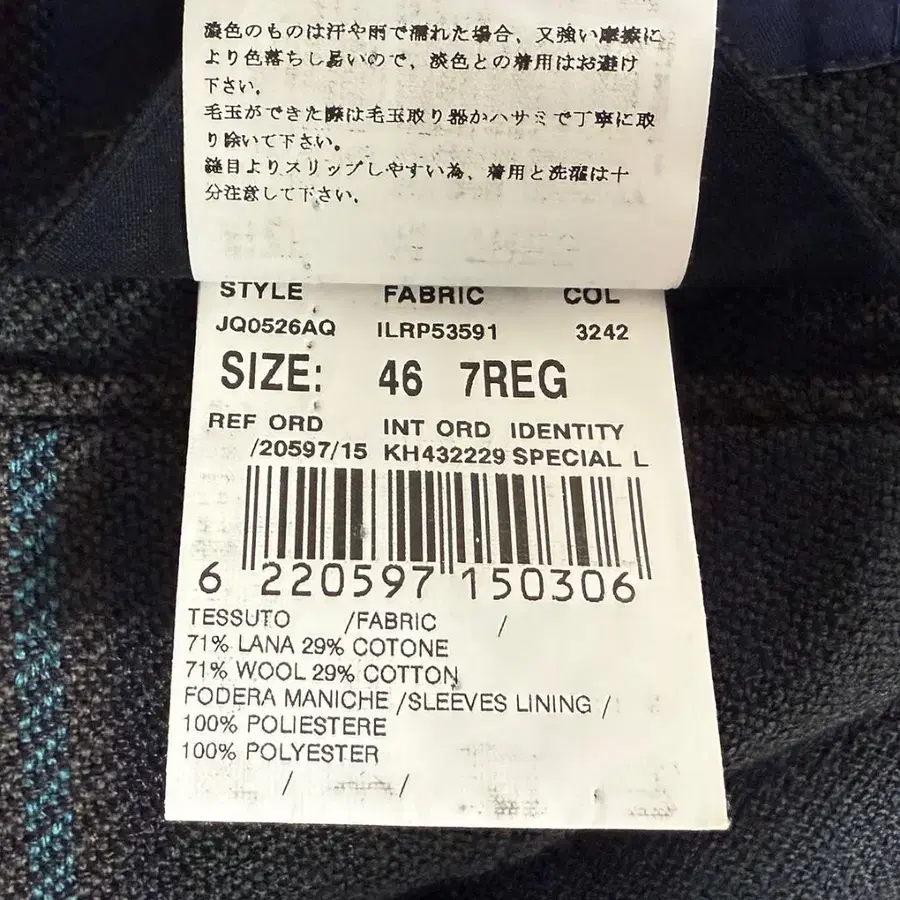 濃色のものは汗や雨で濡れた場合、又強い摩擦に
より色落ちし易いので、淡色との着用はお避け
下さい。
毛玉ができた際は毛玉取り器かハサミで丁寧に取
り除いて下さい。
縫目よりスリップしやすい為、着用と洗濯は十
分注意して下さい。
STYLE FABRIC COL
JQ0526AQ ILRP53591 3242
SIZE: 46 7REG
REF ORD INT ORD IDENTITY
/20597/15 KH432229 SPECIAL L
6 220597 150306
TESSUTO /FABRIC /
71% LANA 29% COTONE
71% WOOL 29% COTTON
FODERA MANICHE /SLEEVES LINING /
100% POLIESTERE
100% POLYESTER
/ /